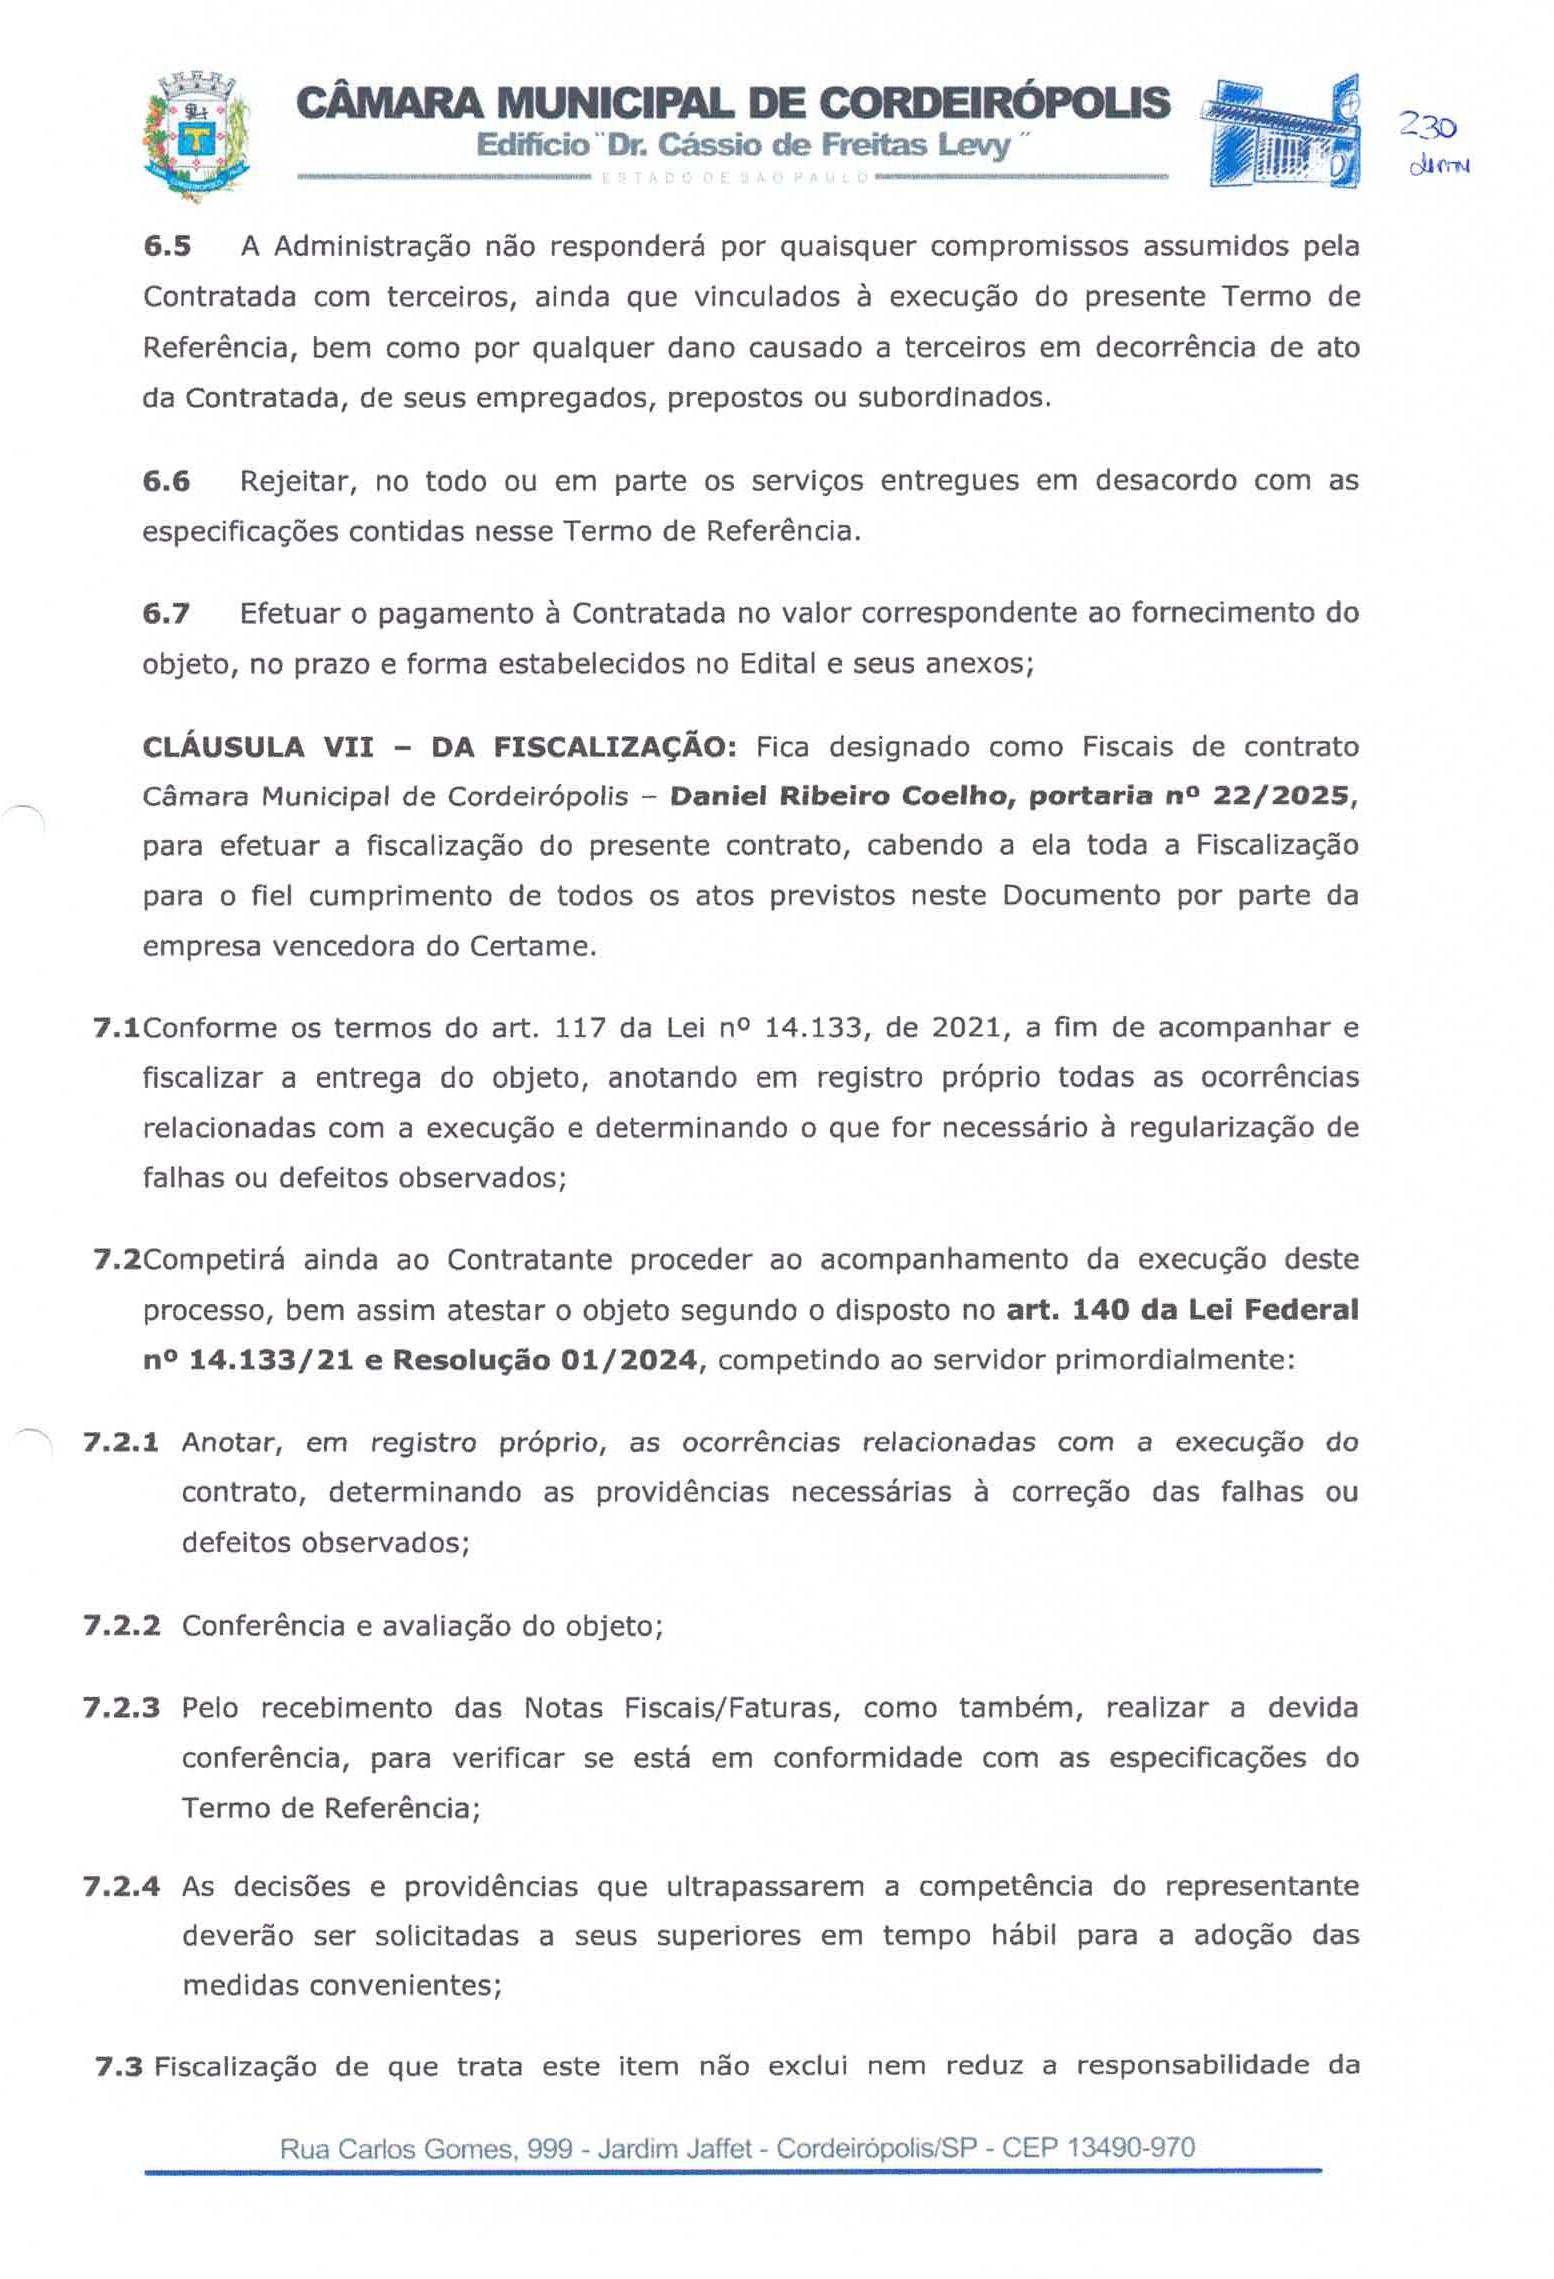 CÂMARA MUNICIPAL DE CORDEIRÓPOLIS
Edifício "Dr. Cássio de Freitas Levy"
ESTADO DE SÃO PAULO
230
6.5 A Administração não responderá por quaisquer compromissos assumidos pela
Contratada com terceiros, ainda que vinculados à execução do presente Termo de
Referência, bem como por qualquer dano causado a terceiros em decorrência de ato
da Contratada, de seus empregados, prepostos ou subordinados.
6.6 Rejeitar, no todo ou em parte os serviços entregues em desacordo com as
especificações contidas nesse Termo de Referência.
6.7 Efetuar o pagamento à Contratada no valor correspondente ao fornecimento do
objeto, no prazo e forma estabelecidos no Edital e seus anexos;
CLÁUSULA VII – DA FISCALIZAÇÃO: Fica designado como Fiscais de contrato
Câmara Municipal de Cordeirópolis – Daniel Ribeiro Coelho, portaria nº 22/2025,
para efetuar a fiscalização do presente contrato, cabendo a ela toda a Fiscalização
para o fiel cumprimento de todos os atos previstos neste Documento por parte da
empresa vencedora do Certame.
7.1Conforme os termos do art. 117 da Lei nº 14.133, de 2021, a fim de acompanhar e
fiscalizar a entrega do objeto, anotando em registro próprio todas as ocorrências
relacionadas com a execução e determinando o que for necessário à regularização de
falhas ou defeitos observados;
7.2Competirá ainda ao Contratante proceder ao acompanhamento da execução deste
processo, bem assim atestar o objeto segundo o disposto no art. 140 da Lei Federal
nº 14.133/21 e Resolução 01/2024, competindo ao servidor primordialmente:
7.2.1 Anotar, em registro próprio, as ocorrências relacionadas com a execução do
contrato, determinando as providências necessárias à correção das falhas ou
defeitos observados;
7.2.2 Conferência e avaliação do objeto;
7.2.3 Pelo recebimento das Notas Fiscais/Faturas, como também, realizar a devida
conferência, para verificar se está em conformidade com as especificações do
Termo de Referência;
7.2.4 As decisões e providências que ultrapassarem a competência do representante
deverão ser solicitadas a seus superiores em tempo hábil para a adoção das
medidas convenientes;
7.3 Fiscalização de que trata este item não exclui nem reduz a responsabilidade da
Rua Carlos Gomes, 999 - Jardim Jaffet - Cordeirópolis/SP - CEP 13490-970